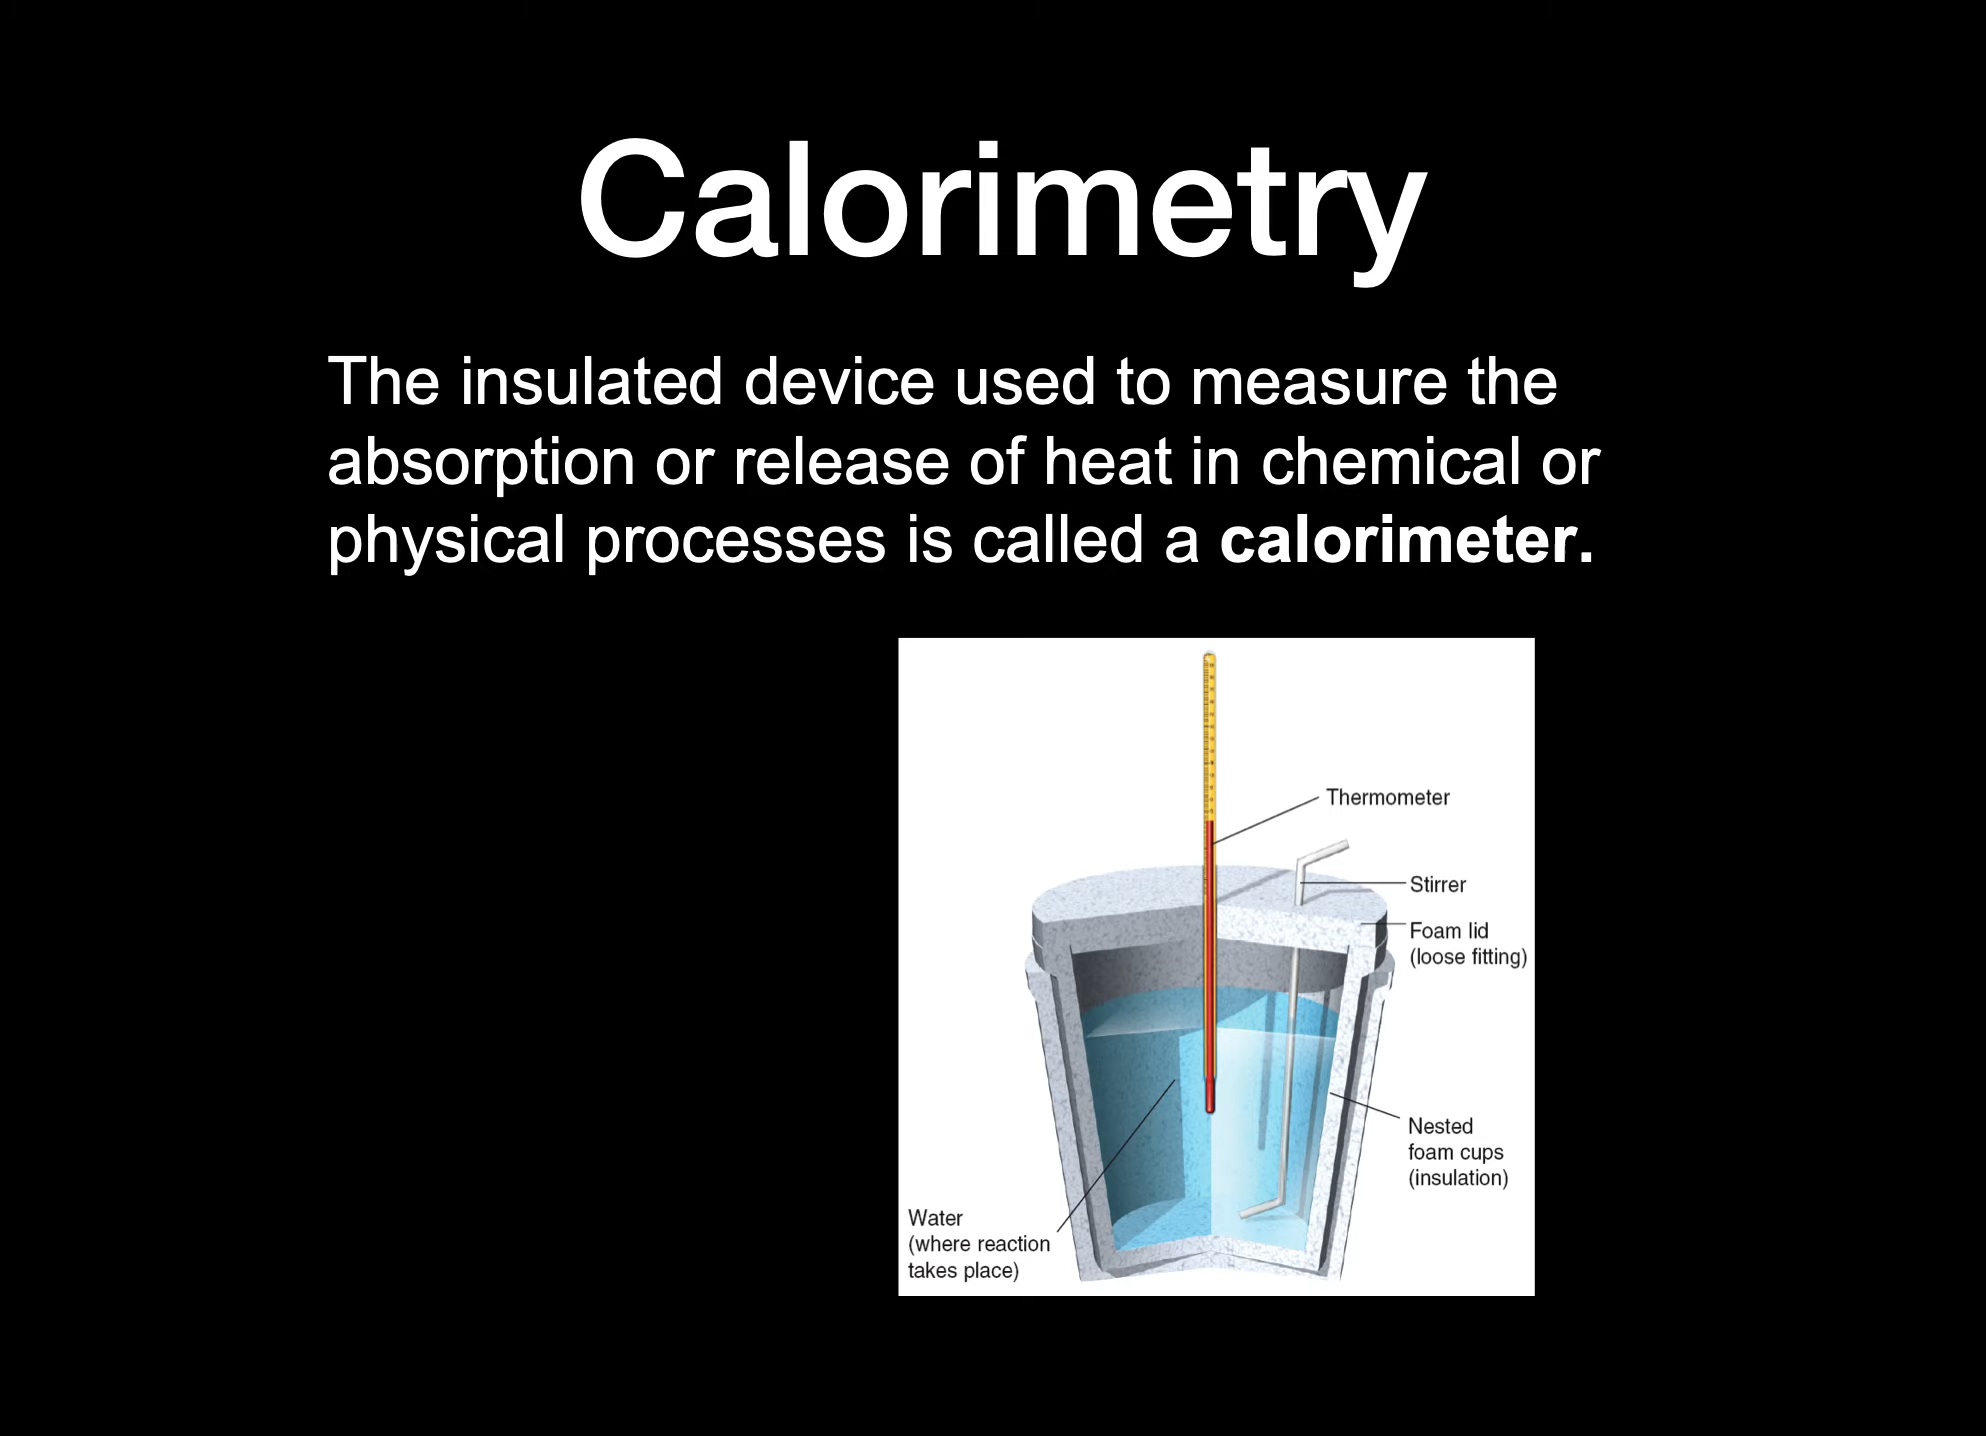 Calorimetry
The insulated device used to measure the
absorption or release of heat in chemical or
physical processes is called a calorimeter.
Thermometer
Stirrer
Foam lid
(loose fitting)
Nested
foam cups
(insulation)
Water
(where reaction
takes place)